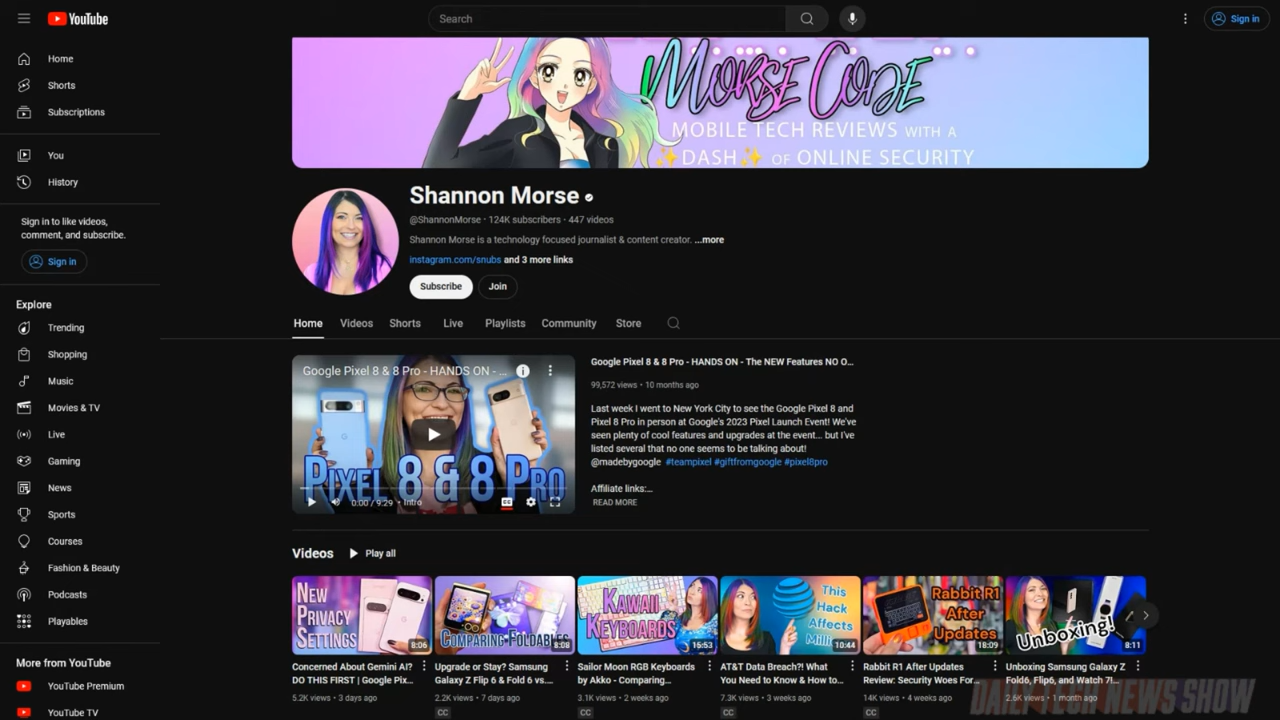 YouTube
Search
Sign in
Home
Shorts
Subscriptions
You
History
Sign in to like videos,
comment, and subscribe.
Sign in
Explore
Trending
Shopping
Music
Movies & TV
Live
Gaming
News
Sports
Courses
Fashion & Beauty
Podcasts
Playables
More from YouTube
YouTube Premium
YouTube TV
MORSE CODE
MOBILE TECH REVIEWS WITH A
✨DASH✨ OF ONLINE SECURITY
Shannon Morse
@ShannonMorse · 124K subscribers · 447 videos
Shannon Morse is a technology focused journalist & content creator. ...more
instagram.com/snubs and 3 more links
Subscribe Join
Home Videos Shorts Live Playlists Community Store
Google Pixel 8 & 8 Pro - HANDS ON - ...
PIXEL 8 & 8 PRO
0:00 / 9:29 • Intro
Google Pixel 8 & 8 Pro - HANDS ON - The NEW Features NO O...
99,572 views • 10 months ago
Last week I went to New York City to see the Google Pixel 8 and
Pixel 8 Pro in person at Google's 2023 Pixel Launch Event! We've
seen plenty of cool features and upgrades at the event... but I've
listed several that no one seems to be talking about!
@madebygoogle #teampixel #giftfromgoogle #pixel8pro
Affiliate links:...
READ MORE
Videos Play all
NEW
PRIVACY
SETTINGS
8:06
Concerned About Gemini AI?
DO THIS FIRST | Google Pix...
5.2K views • 3 days ago
COMPARING FOLDABLES
8:08
Upgrade or Stay? Samsung
Galaxy Z Flip 6 & Fold 6 vs....
2.2K views • 7 days ago
CC
KAWAII
KEYBOARDS
15:53
Sailor Moon RGB Keyboards
by Akko - Comparing...
3.1K views • 2 weeks ago
CC
This
Hack
Affects
Milli
10:44
AT&T Data Breach?! What
You Need to Know & How to...
7.3K views • 3 weeks ago
CC
Rabbit R1
After
Updates
18:09
Rabbit R1 After Updates
Review: Security Woes For...
14K views • 4 weeks ago
CC
Unboxing!
8:11
Unboxing Samsung Galaxy Z
Fold6, Flip6, and Watch 7!...
2.6K views • 1 month ago
DAILY TECH NEWS SHOW